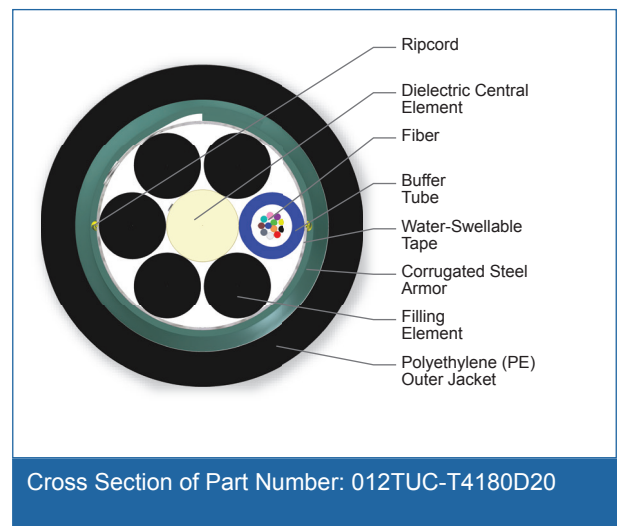 Ripcord
Dielectric Central
Element
Fiber
Buffer
Tube
Water-Swellable
Tape
Corrugated Steel
Armor
Filling
Element
Polyethylene (PE)
Outer Jacket
Cross Section of Part Number: 012TUC-T4180D20